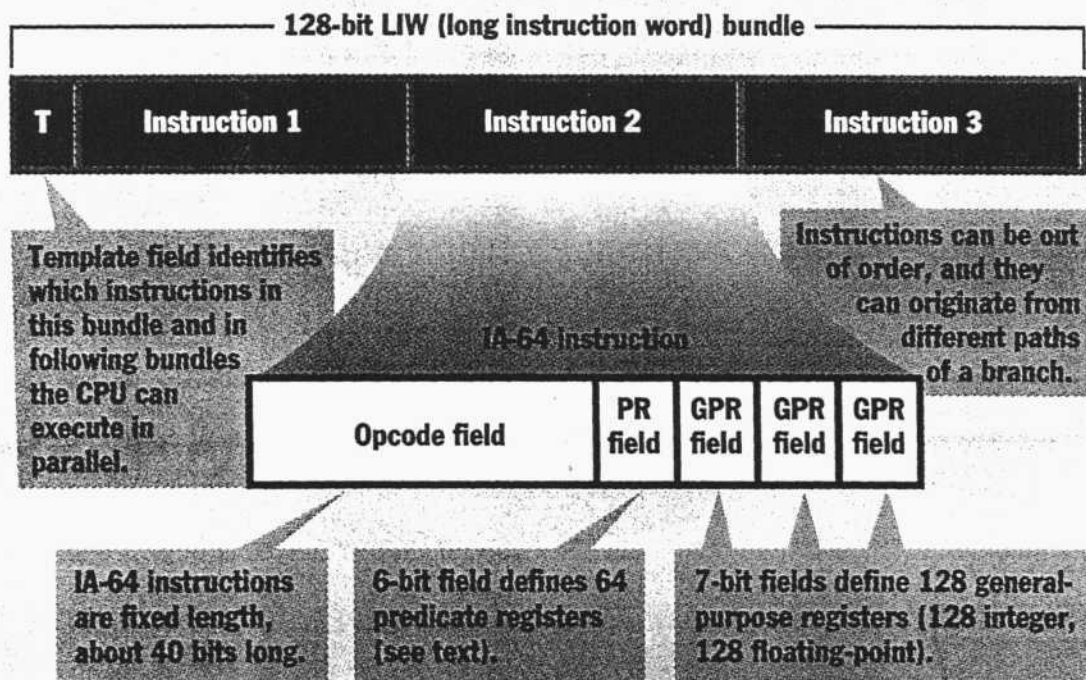 128-bit LIW (long instruction word) bundle
T
Instruction 1
Instruction 2
Instruction 3
Template field identifies
which instructions in
this bundle and in
following bundles
the CPU can
execute in
parallel.
Instructions can be out
of order, and they
can originate from
different paths
of a branch.
IA-64 instruction
Opcode field
PR
field
GPR
field
GPR
field
GPR
field
IA-64 instructions
are fixed length,
about 40 bits long.
6-bit field defines 64
predicate registers
(see text).
7-bit fields define 128 general-
purpose registers (128 integer,
128 floating-point).